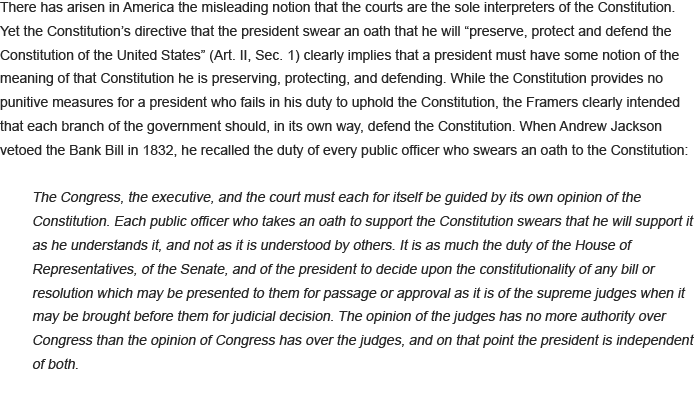 There has arisen in America the misleading notion that the courts are the sole interpreters of the Constitution.
Yet the Constitution’s directive that the president swear an oath that he will “preserve, protect and defend the
Constitution of the United States” (Art. II, Sec. 1) clearly implies that a president must have some notion of the
meaning of that Constitution he is preserving, protecting, and defending. While the Constitution provides no
punitive measures for a president who fails in his duty to uphold the Constitution, the Framers clearly intended
that each branch of the government should, in its own way, defend the Constitution. When Andrew Jackson
vetoed the Bank Bill in 1832, he recalled the duty of every public officer who swears an oath to the Constitution:
The Congress, the executive, and the court must each for itself be guided by its own opinion of the
Constitution. Each public officer who takes an oath to support the Constitution swears that he will support it
as he understands it, and not as it is understood by others. It is as much the duty of the House of
Representatives, of the Senate, and of the president to decide upon the constitutionality of any bill or
resolution which may be presented to them for passage or approval as it is of the supreme judges when it
may be brought before them for judicial decision. The opinion of the judges has no more authority over
Congress than the opinion of Congress has over the judges, and on that point the president is independent
of both.